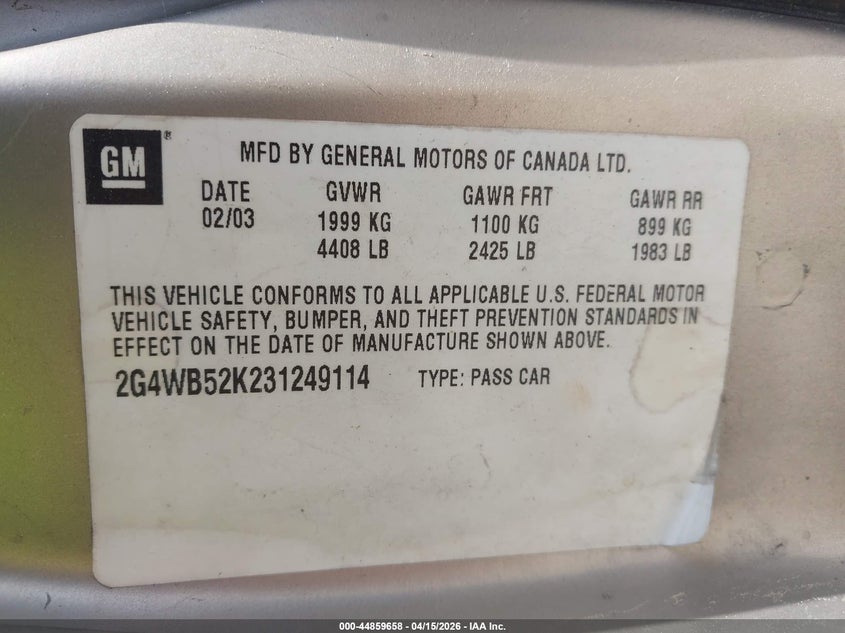 GM®
MFD BY GENERAL MOTORS OF CANADA LTD.
DATE GVWR GAWR FRT GAWR RR
02/03 1999 KG 1100 KG 899 KG
4408 LB 2425 LB 1983 LB
THIS VEHICLE CONFORMS TO ALL APPLICABLE U.S. FEDERAL MOTOR
VEHICLE SAFETY, BUMPER, AND THEFT PREVENTION STANDARDS IN
EFFECT ON THE DATE OF MANUFACTURE SHOWN ABOVE.
2G4WB52K231249114 TYPE: PASS CAR
000-44859658 - 04/15/2026 - IAA Inc.